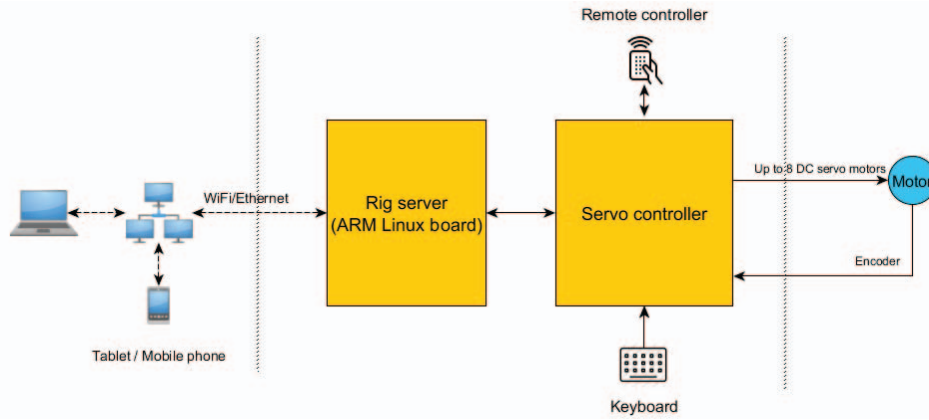 Remote controller
WiFi/Ethernet
Rig server
(ARM Linux board)
Servo controller
Up to 8 DC servo motors
Motor
Encoder
Tablet / Mobile phone
Keyboard